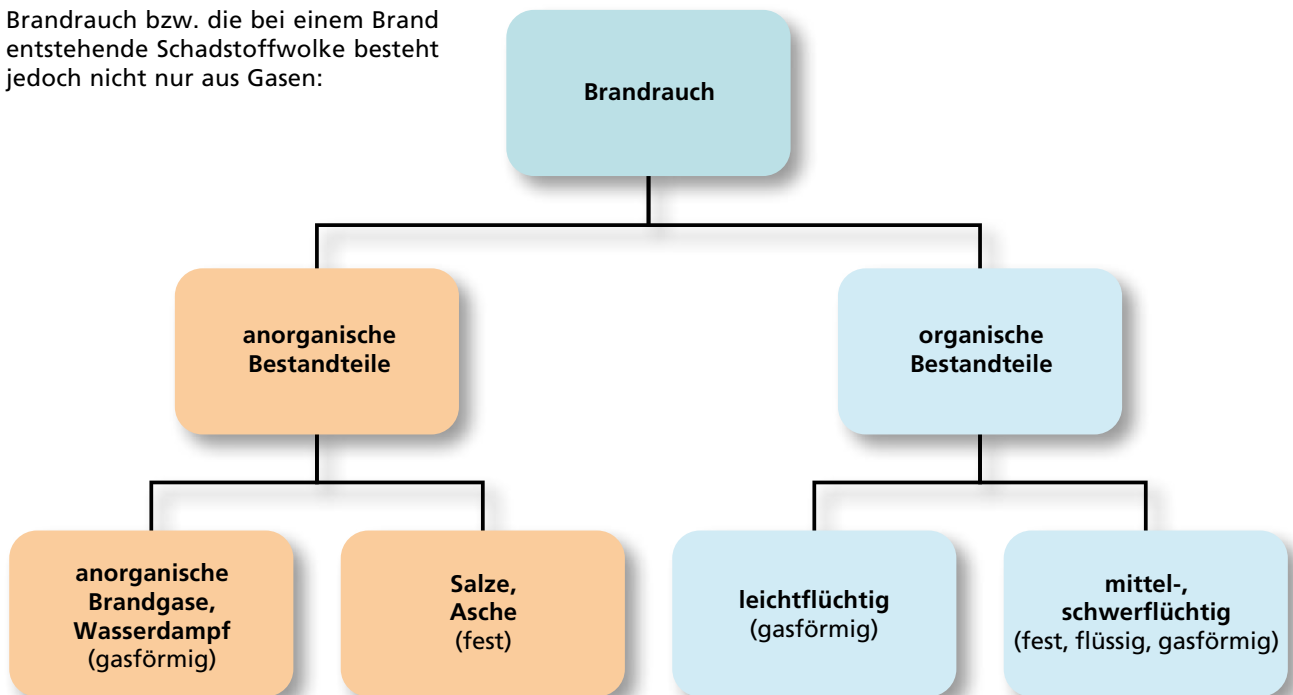 Brandrauch bzw. die bei einem Brand
entstehende Schadstoffwolke besteht
jedoch nicht nur aus Gasen:
Brandrauch
anorganische
Bestandteile
organische
Bestandteile
anorganische
Brandgase,
Wasserdampf
(gasförmig)
Salze,
Asche
(fest)
leichtflüchtig
(gasförmig)
mittel-,
schwerflüchtig
(fest, flüssig, gasförmig)